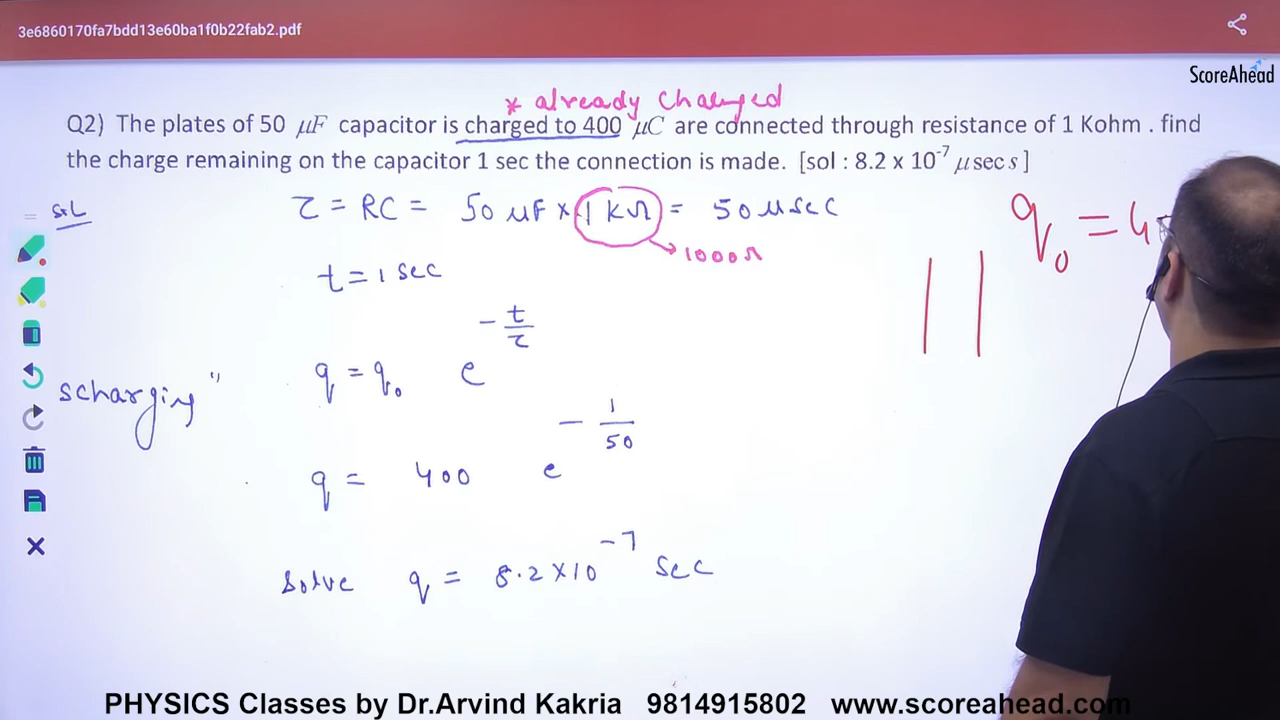 3e6860170fa7bdd13e60ba1f0b22fab2.pdf
ScoreAhead
* already Charged
Q2) The plates of 50 μF capacitor is charged to 400 μC are connected through resistance of 1 Kohm . find
the charge remaining on the capacitor 1 sec the connection is made. [sol : 8.2 x 10⁻⁷ μ sec s ]
= Sol
τ = RC = 50 μF × 1 kΩ = 50 μsec
→ 1000Ω
q₀ = 4
t = 1 sec
q = q₀ e^(-t/τ)
scharging "
q = 400 e^(-1/50)
Solve q = 8.2 × 10⁻⁷ sec
PHYSICS Classes by Dr.Arvind Kakria 9814915802 www.scoreahead.com